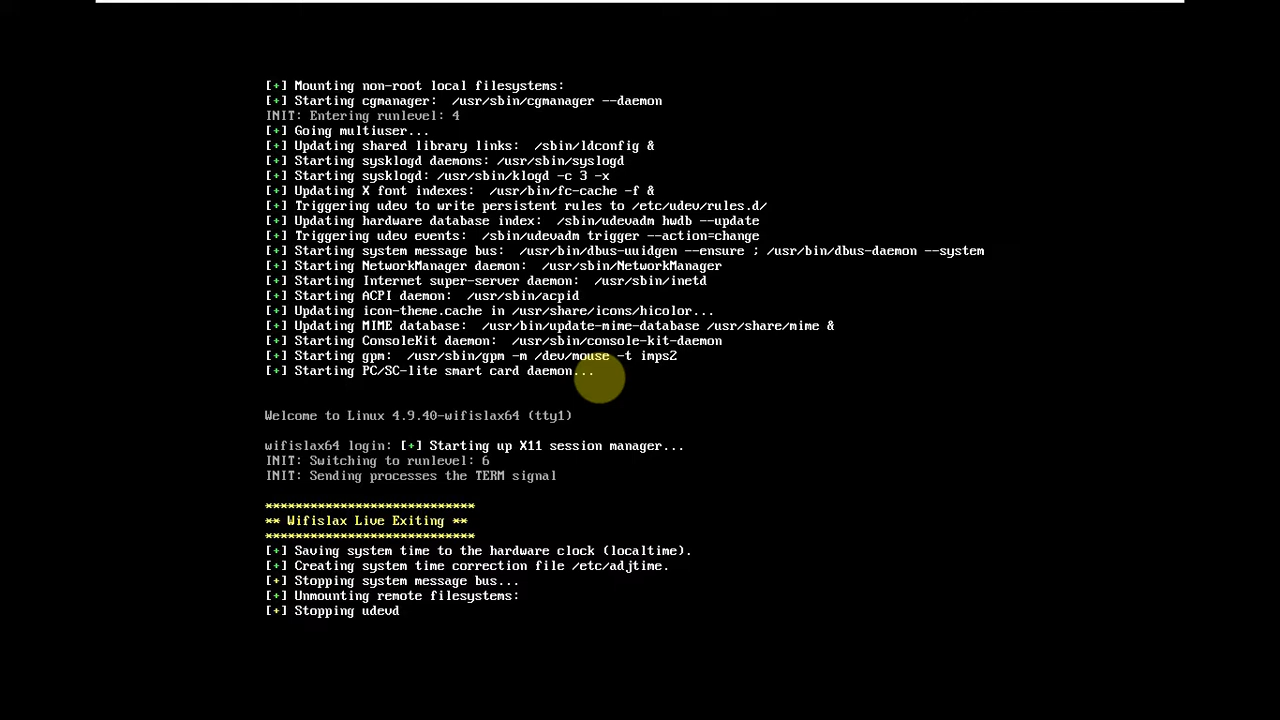 [+] Mounting non-root local filesystems:
[+] Starting cgmanager:  /usr/sbin/cgmanager --daemon
INIT: Entering runlevel: 4
[+] Going multiuser...
[+] Updating shared library links:  /sbin/ldconfig &
[+] Starting sysklogd daemons: /usr/sbin/syslogd
[+] Starting sysklogd: /usr/sbin/klogd -c 3 -x
[+] Updating X font indexes:  /usr/bin/fc-cache -f &
[+] Triggering udev to write persistent rules to /etc/udev/rules.d/
[+] Updating hardware database index:  /sbin/udevadm hwdb --update
[+] Triggering udev events:  /sbin/udevadm trigger --action=change
[+] Starting system message bus:  /usr/bin/dbus-uuidgen --ensure ; /usr/bin/dbus-daemon --system
[+] Starting NetworkManager daemon:  /usr/sbin/NetworkManager
[+] Starting Internet super-server daemon:  /usr/sbin/inetd
[+] Starting ACPI daemon:  /usr/sbin/acpid
[+] Updating icon-theme.cache in /usr/share/icons/hicolor...
[+] Updating MIME database:  /usr/bin/update-mime-database /usr/share/mime &
[+] Starting ConsoleKit daemon:  /usr/sbin/console-kit-daemon
[+] Starting gpm:  /usr/sbin/gpm -m /dev/mouse -t imps2
[+] Starting PC/SC-lite smart card daemon...
Welcome to Linux 4.9.40-wifislax64 (tty1)
wifislax64 login: [+] Starting up X11 session manager...
INIT: Switching to runlevel: 6
INIT: Sending processes the TERM signal
****************************
** Wifislax Live Exiting **
****************************
[+] Saving system time to the hardware clock (localtime).
[+] Creating system time correction file /etc/adjtime.
[+] Stopping system message bus...
[+] Unmounting remote filesystems:
[+] Stopping udevd